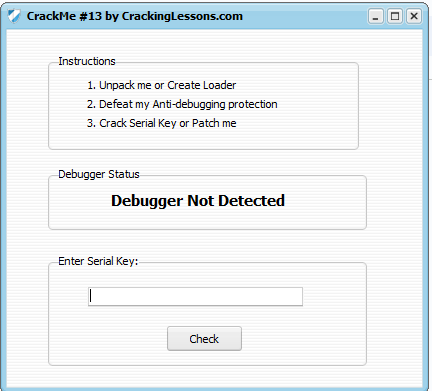 CrackMe #13 by CrackingLessons.com
Instructions
1. Unpack me or Create Loader
2. Defeat my Anti-debugging protection
3. Crack Serial Key or Patch me
Debugger Status
Debugger Not Detected
Enter Serial Key:
Check